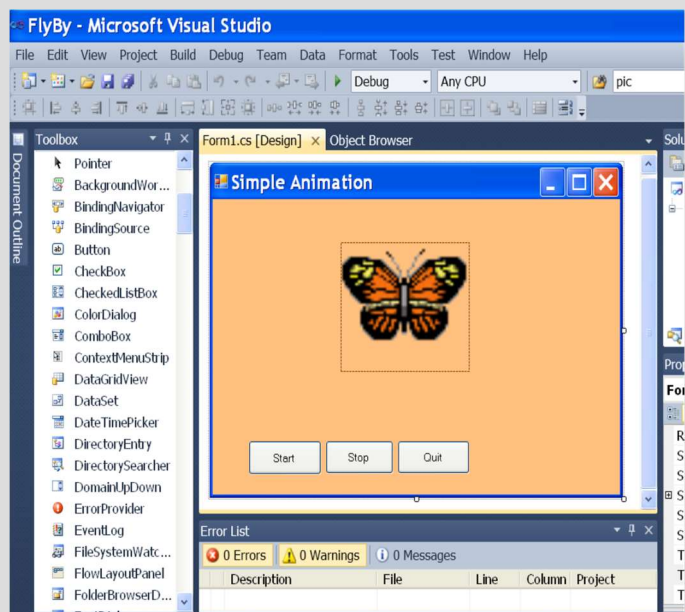 FlyBy - Microsoft Visual Studio
File Edit View Project Build Debug Team Data Format Tools Test Window Help
Debug Any CPU pic
Toolbox
Form1.cs [Design] × Object Browser
Solu
Document Outline
Pointer
BackgroundWor...
BindingNavigator
BindingSource
Button
CheckBox
CheckedListBox
ColorDialog
ComboBox
ContextMenuStrip
DataGridView
DataSet
DateTimePicker
DirectoryEntry
DirectorySearcher
DomainUpDown
ErrorProvider
EventLog
FileSystemWatc...
FlowLayoutPanel
FolderBrowserD...
Simple Animation
Start Stop Quit
Error List
0 Errors 0 Warnings 0 Messages
Description File Line Column Project
Prop
For
R
S
S
S
S
S
T
T
T